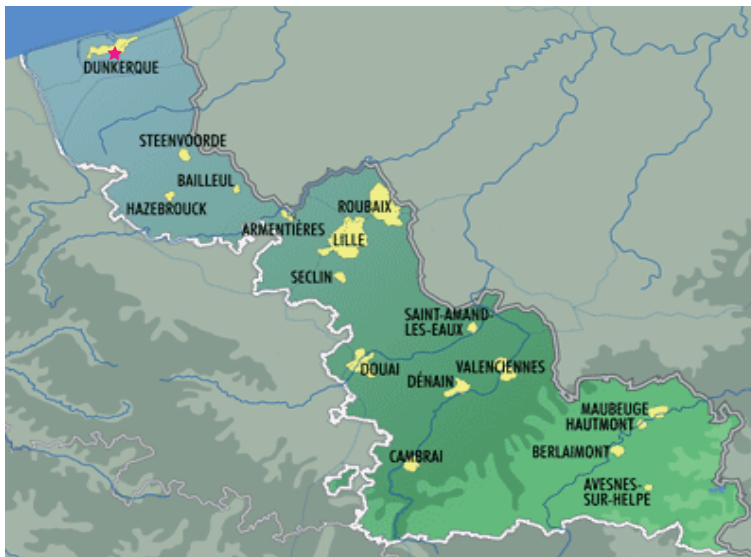 DUNKERQUE
STEENVOORDE
BAILLEUL
HAZEBROUCK
ROUBAIX
ARMENTIÉRES
LILLE
SECLIN
SAINT-AMAND-
LES-EAUX
DOUAI
VALENCIENNES
DÉNAIN
MAUBEUGE
HAUTMONT
CAMBRAI
BERLAIMONT
AVESNES-
SUR-HELPE